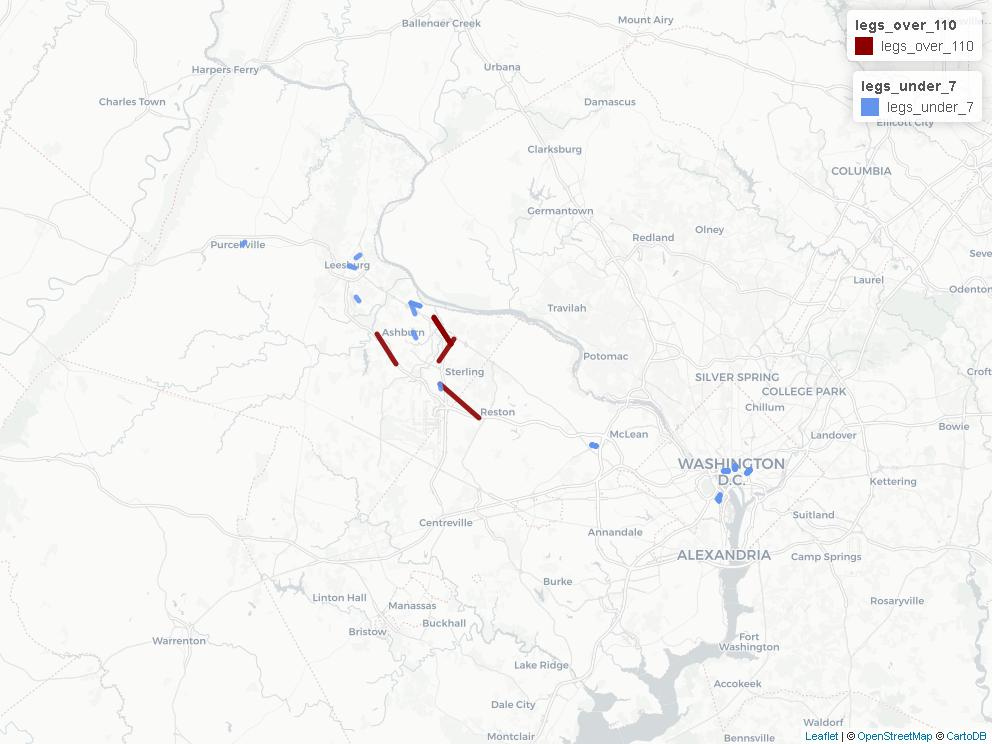 Ballenger Creek
Mount Airy
legs_over_110
legs_over_110
Harpers Ferry
Urbana
legs_under_7
legs_under_7
Charles Town
Damascus
Ellicott City
Clarksburg
COLUMBIA
Germantown
Olney
Redland
Purcellville
Leesburg
Laurel
Odenton
Travilah
Ashburn
Potomac
Sterling
SILVER SPRING
COLLEGE PARK
Chillum
Reston
McLean
Landover
Bowie
WASHINGTON
D.C.
Kettering
Suitland
Centreville
Annandale
ALEXANDRIA
Camp Springs
Burke
Linton Hall
Manassas
Rosaryville
Buckhall
Bristow
Warrenton
Fort
Washington
Lake Ridge
Accokeek
Dale City
Waldorf
Montclair
Bennsville
Leaflet | © OpenStreetMap © CartoDB